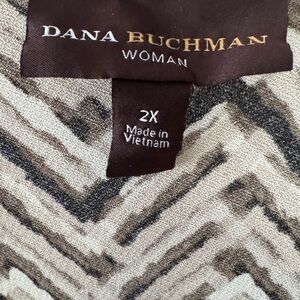 DANA BUCHMAN
WOMAN
2X
Made in
Vietnam